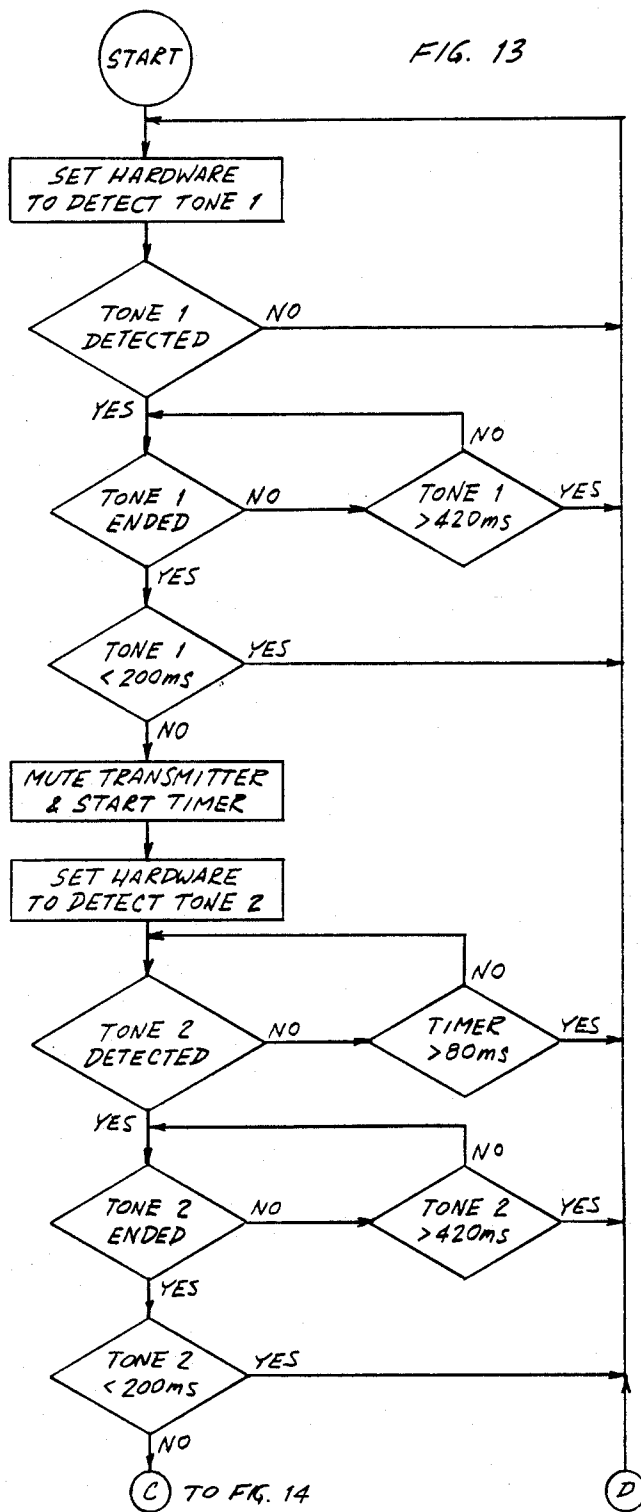 START
FIG. 13
SET HARDWARE
TO DETECT TONE 1
TONE 1
DETECTED
NO
YES
NO
TONE 1
ENDED
NO
TONE 1
>420ms
YES
YES
TONE 1
<200ms
YES
NO
MUTE TRANSMITTER
& START TIMER
SET HARDWARE
TO DETECT TONE 2
NO
TONE 2
DETECTED
NO
TIMER
>80ms
YES
YES
NO
TONE 2
ENDED
NO
TONE 2
>420ms
YES
YES
TONE 2
<200ms
YES
NO
C TO FIG. 14
D